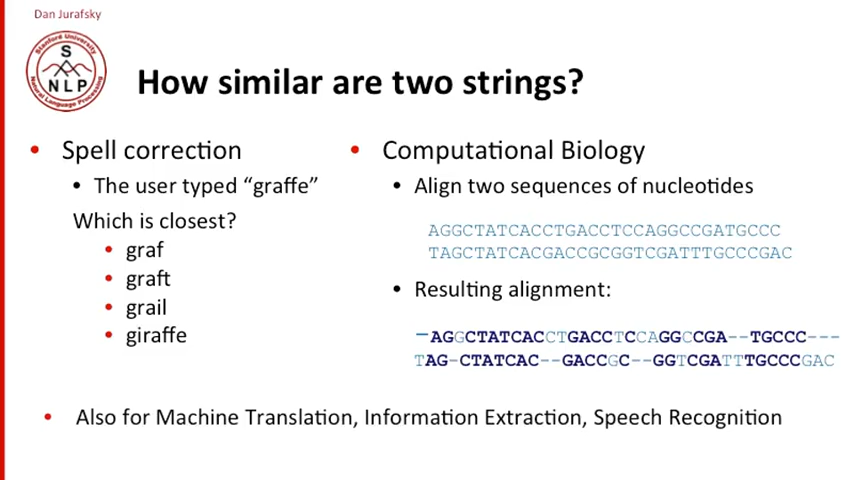 Dan Jurafsky
Stanford University
S
NLP
Natural Language Processing
How similar are two strings?
• Spell correction
• The user typed “graffe”
Which is closest?
• graf
• graft
• grail
• giraffe
• Computational Biology
• Align two sequences of nucleotides
AGGCTATCACCTGACCTCCAGGCCGATGCCC
TAGCTATCACGACCGCGGTCGATTTGCCCGAC
• Resulting alignment:
–AGGCTATCACCTGACCTCCAGGCCGA--TGCCC---
TAG-CTATCAC--GACCGC--GGTCGATTTGCCCGAC
• Also for Machine Translation, Information Extraction, Speech Recognition